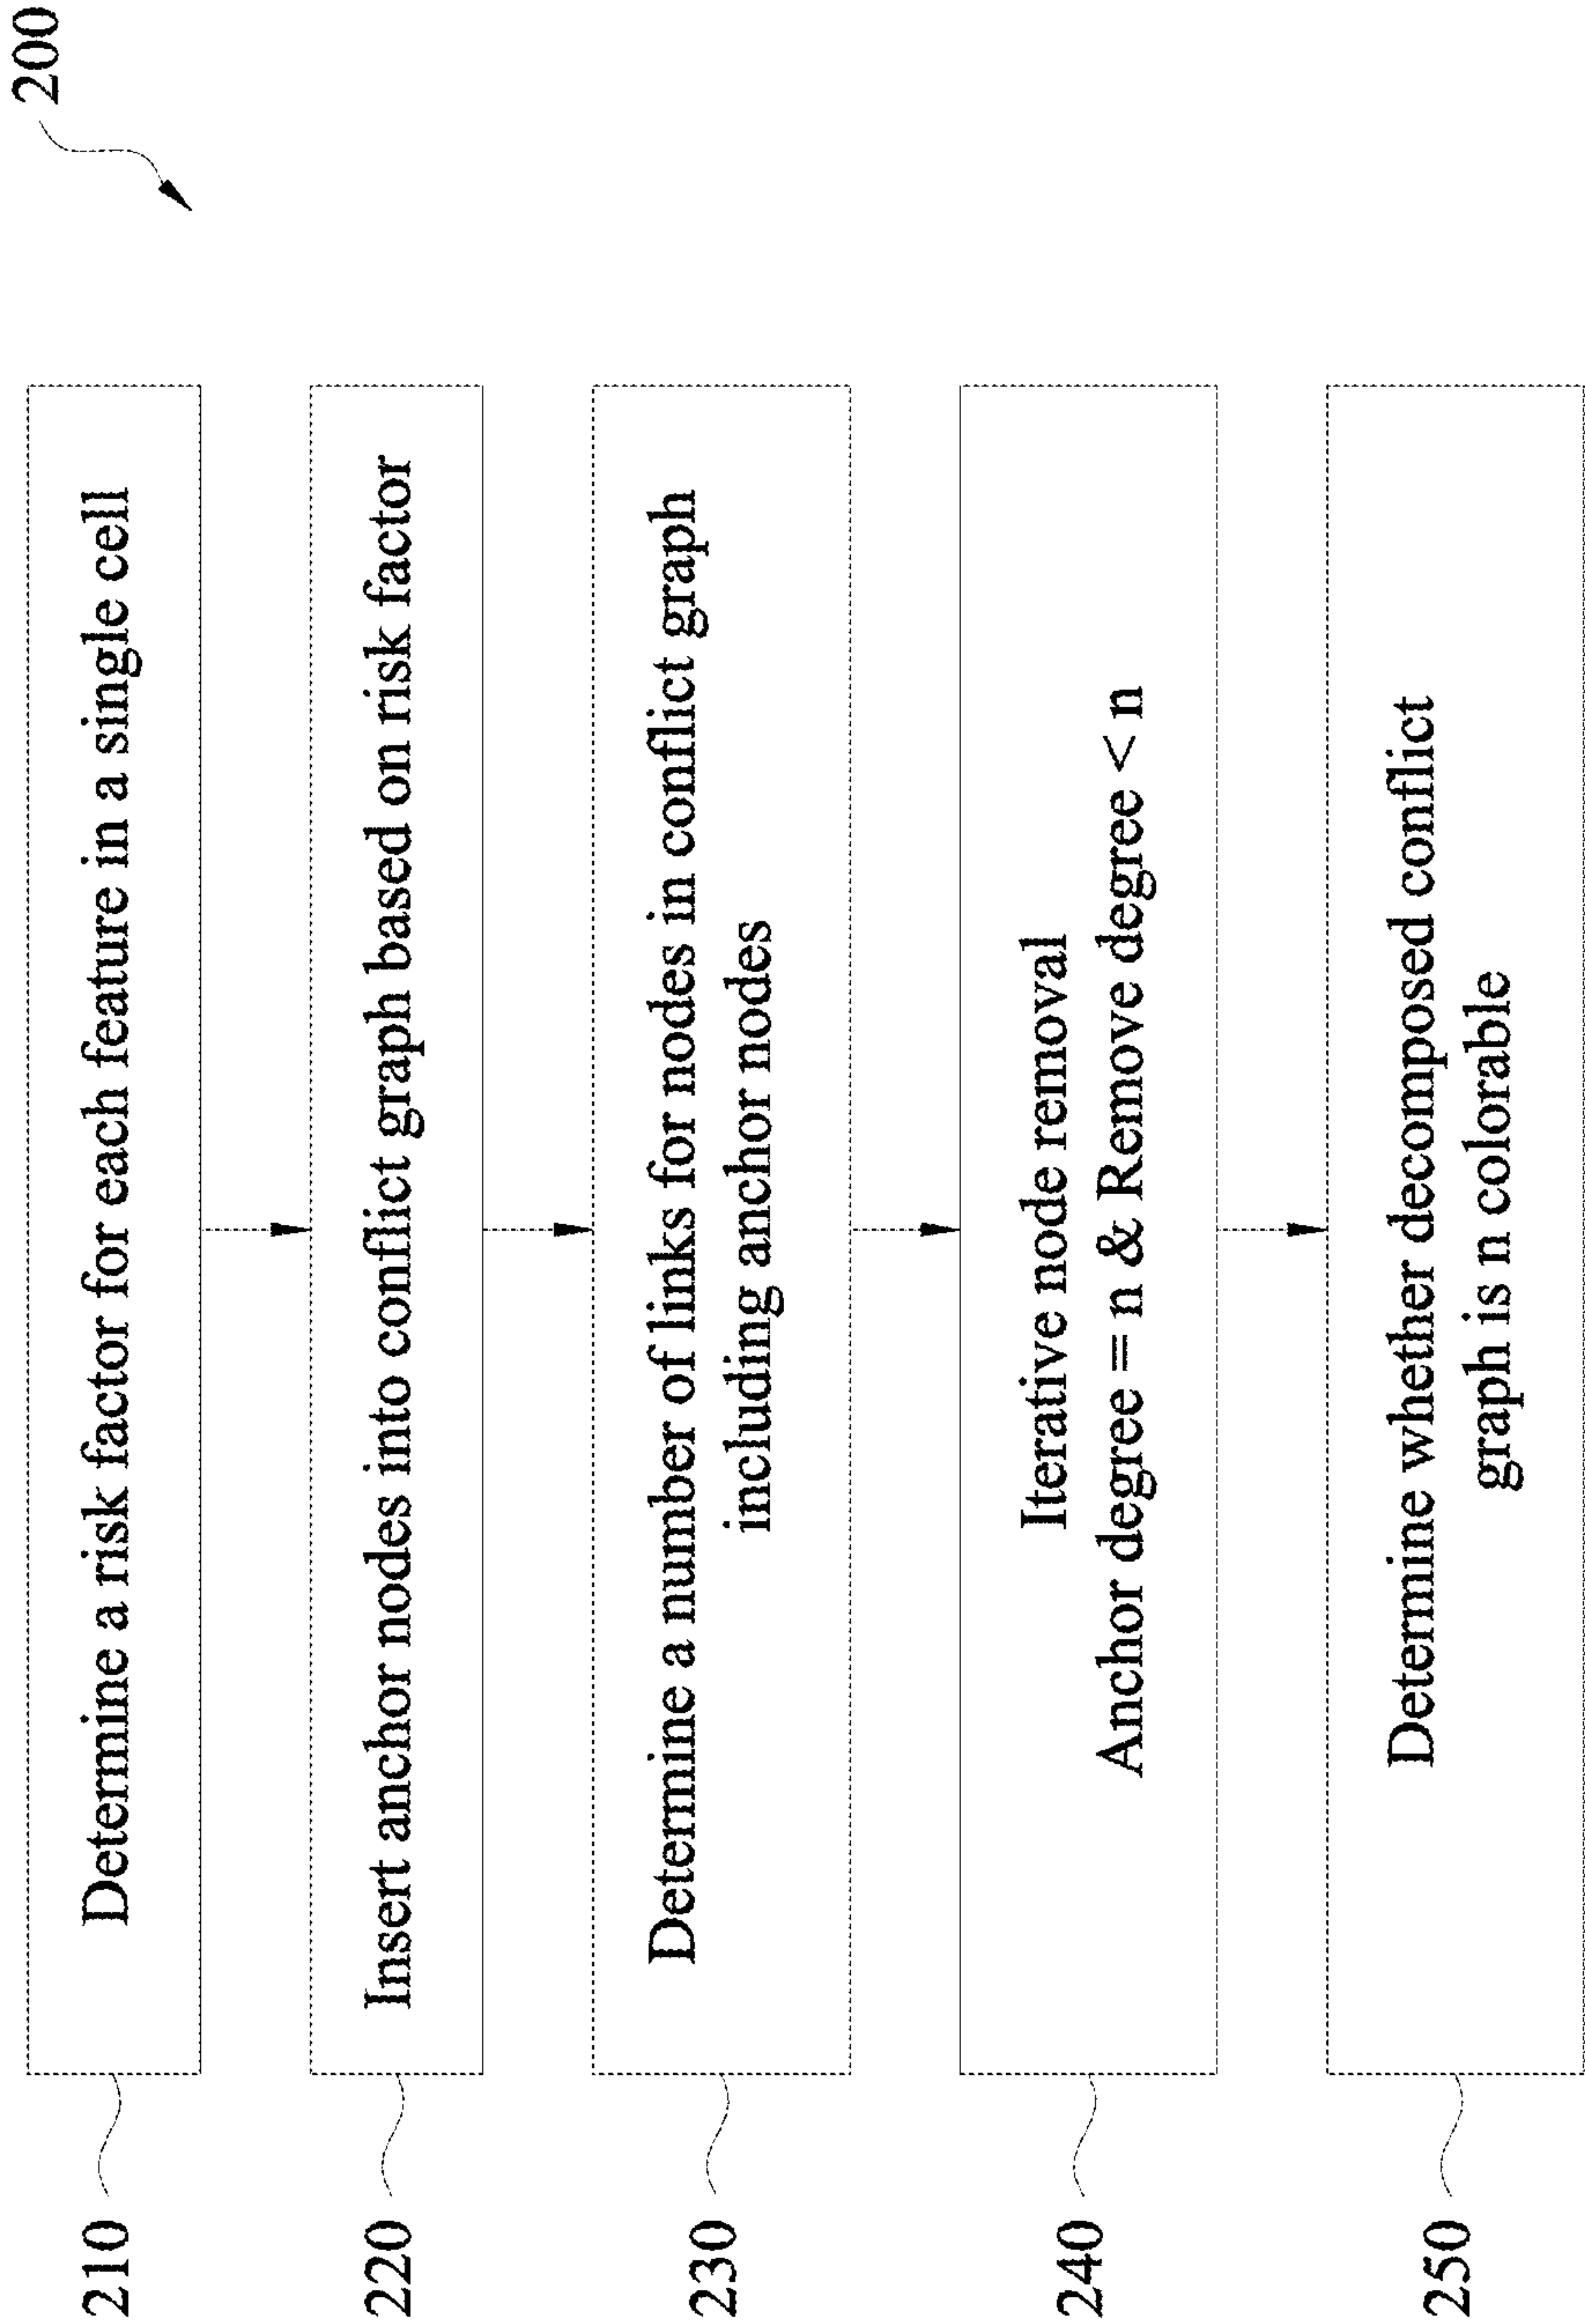 200
210
Determine a risk factor for each feature in a single cell
220
Insert anchor nodes into conflict graph based on risk factor
230
Determine a number of links for nodes in conflict graph
including anchor nodes
240
Iterative node removal
Anchor degree = n & Remove degree < n
250
Determine whether decomposed conflict
graph is n colorable